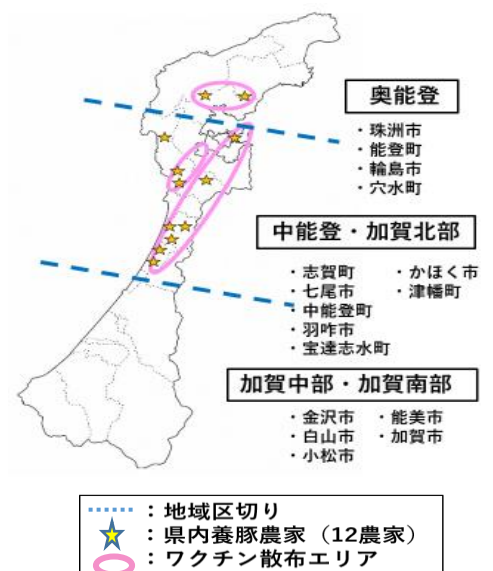 奥能登
・珠洲市
・能登町
・輪島市
・穴水町
中能登・加賀北部
・志賀町 ・かほく市
・七尾市 ・津幡町
・中能登町
・羽咋市
・宝達志水町
加賀中部・加賀南部
・金沢市 ・能美市
・白山市 ・加賀市
・小松市
：地域区切り
：県内養豚農家（12農家）
：ワクチン散布エリア